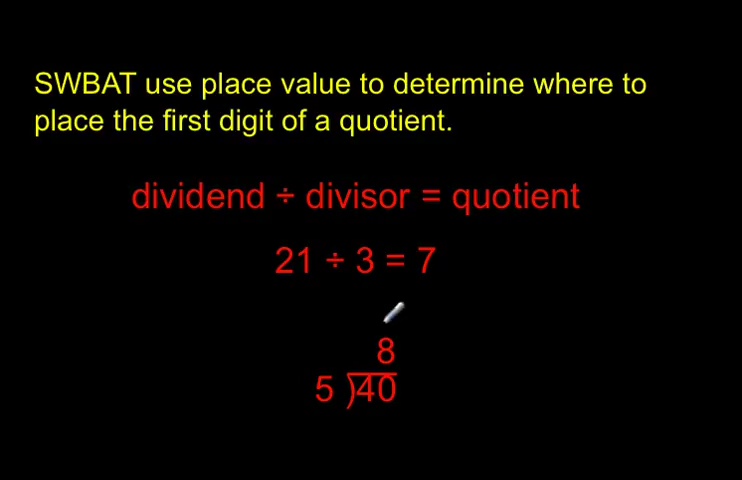 SWBAT use place value to determine where to
place the first digit of a quotient.
dividend ÷ divisor = quotient
21 ÷ 3 = 7
8
5 )40